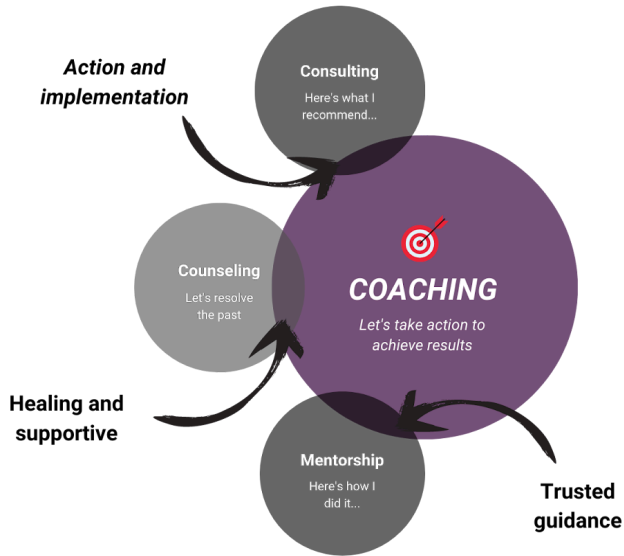 Action and
implementation
Consulting
Here's what I
recommend...
Counseling
Let's resolve
the past
COACHING
Let's take action to
achieve results
Healing and
supportive
Mentorship
Here's how I
did it...
Trusted
guidance